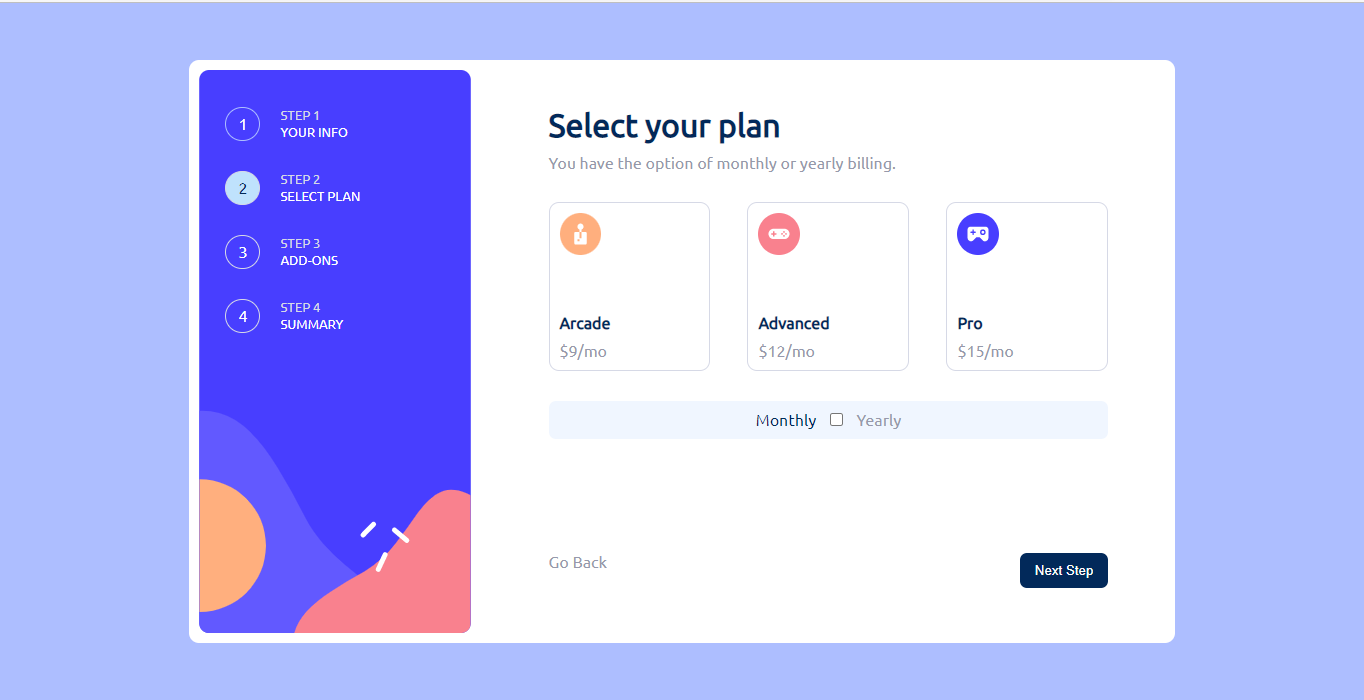 1
STEP 1
YOUR INFO
2
STEP 2
SELECT PLAN
3
STEP 3
ADD-ONS
4
STEP 4
SUMMARY
Select your plan
You have the option of monthly or yearly billing.
Arcade
$9/mo
Advanced
$12/mo
Pro
$15/mo
Monthly Yearly
Go Back
Next Step